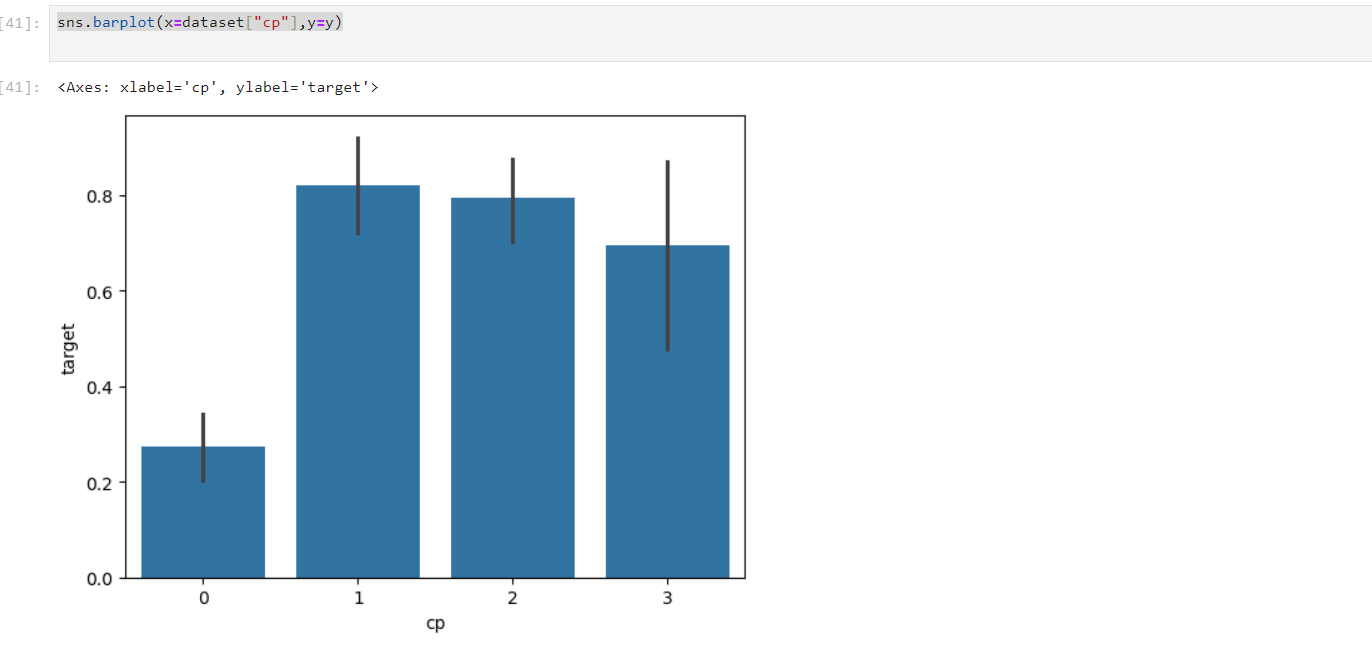 [41]: sns.barplot(x=dataset["cp"],y=y)
[41]: <Axes: xlabel='cp', ylabel='target'>
0.8
0.6
0.4
0.2
0.0
target
0 1 2 3
cp